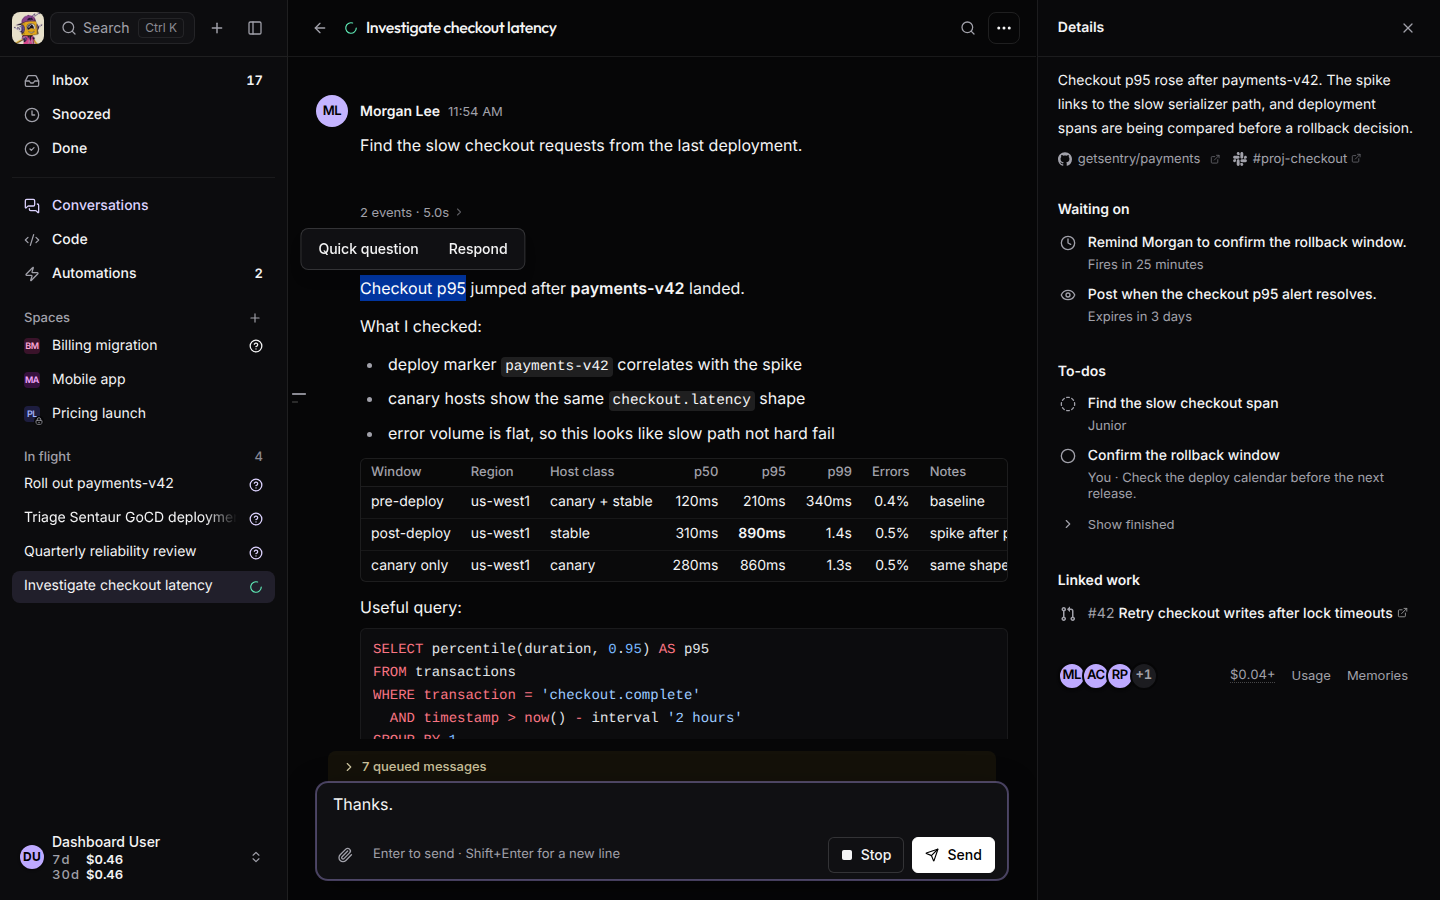 Search Ctrl K
Inbox 17
Snoozed
Done
Conversations
Code
Automations 2
Spaces
BM Billing migration
MA Mobile app
PL Pricing launch
In flight 4
Roll out payments-v42
Triage Sentaur GoCD deployme
Quarterly reliability review
Investigate checkout latency
DU Dashboard User
7d $0.46
30d $0.46
Investigate checkout latency
ML Morgan Lee 11:54 AM
Find the slow checkout requests from the last deployment.
2 events · 5.0s
Quick question Respond
Checkout p95 jumped after payments-v42 landed.
What I checked:
• deploy marker payments-v42 correlates with the spike
• canary hosts show the same checkout.latency shape
• error volume is flat, so this looks like slow path not hard fail
Window Region Host class p50 p95 p99 Errors Notes
pre-deploy us-west1 canary + stable 120ms 210ms 340ms 0.4% baseline
post-deploy us-west1 stable 310ms 890ms 1.4s 0.5% spike after p
canary only us-west1 canary 280ms 860ms 1.3s 0.5% same shape
Useful query:
SELECT percentile(duration, 0.95) AS p95
FROM transactions
WHERE transaction = 'checkout.complete'
AND timestamp > now() - interval '2 hours'
GROUP BY 1
7 queued messages
Thanks.
Enter to send · Shift+Enter for a new line
Stop Send
Details
Checkout p95 rose after payments-v42. The spike
links to the slow serializer path, and deployment
spans are being compared before a rollback decision.
getsentry/payments #proj-checkout
Waiting on
Remind Morgan to confirm the rollback window.
Fires in 25 minutes
Post when the checkout p95 alert resolves.
Expires in 3 days
To-dos
Find the slow checkout span
Junior
Confirm the rollback window
You · Check the deploy calendar before the next
release.
Show finished
Linked work
#42 Retry checkout writes after lock timeouts
ML AC RP +1 $0.04+ Usage Memories